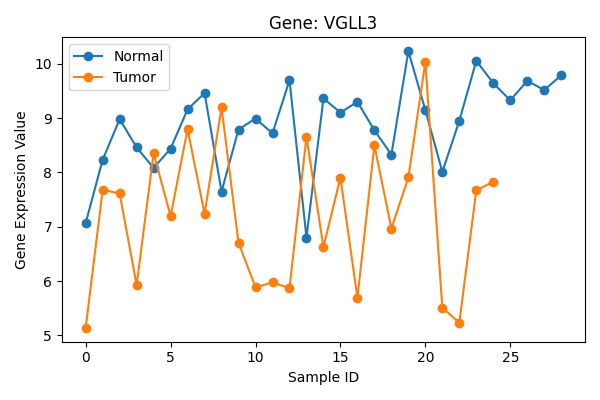 Gene: VGLL3
Normal
Tumor
Gene Expression Value
10
9
8
7
6
5
0 5 10 15 20 25
Sample ID